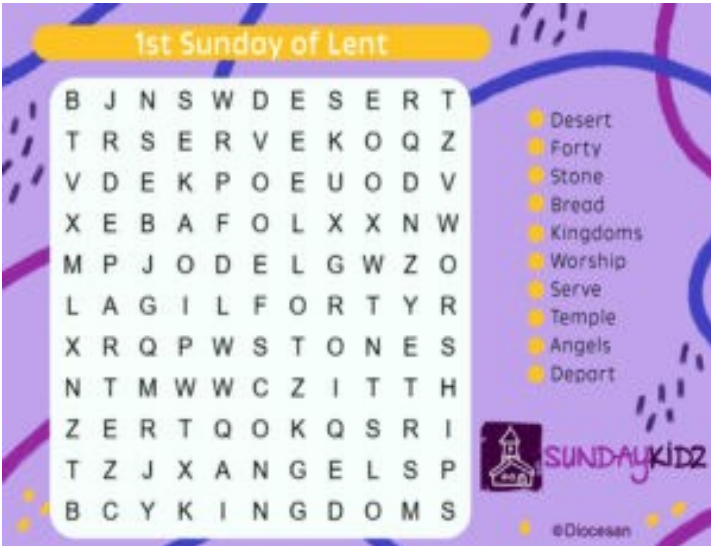 1st Sunday of Lent
B J N S W D E S E R T
T R S E R V E K O Q Z
V D E K P O E U O D V
X E B A F O L X X N W
M P J O D E L G W Z O
L A G I L F O R T Y R
X R Q P W S T O N E S
N T M W W C Z I T T H
Z E R T Q O K Q S R I
T Z J X A N G E L S P
B C Y K I N G D O M S
Desert
Forty
Stone
Bread
Kingdoms
Worship
Serve
Temple
Angels
Depart
SUNDAYKIDZ
©Diocesan